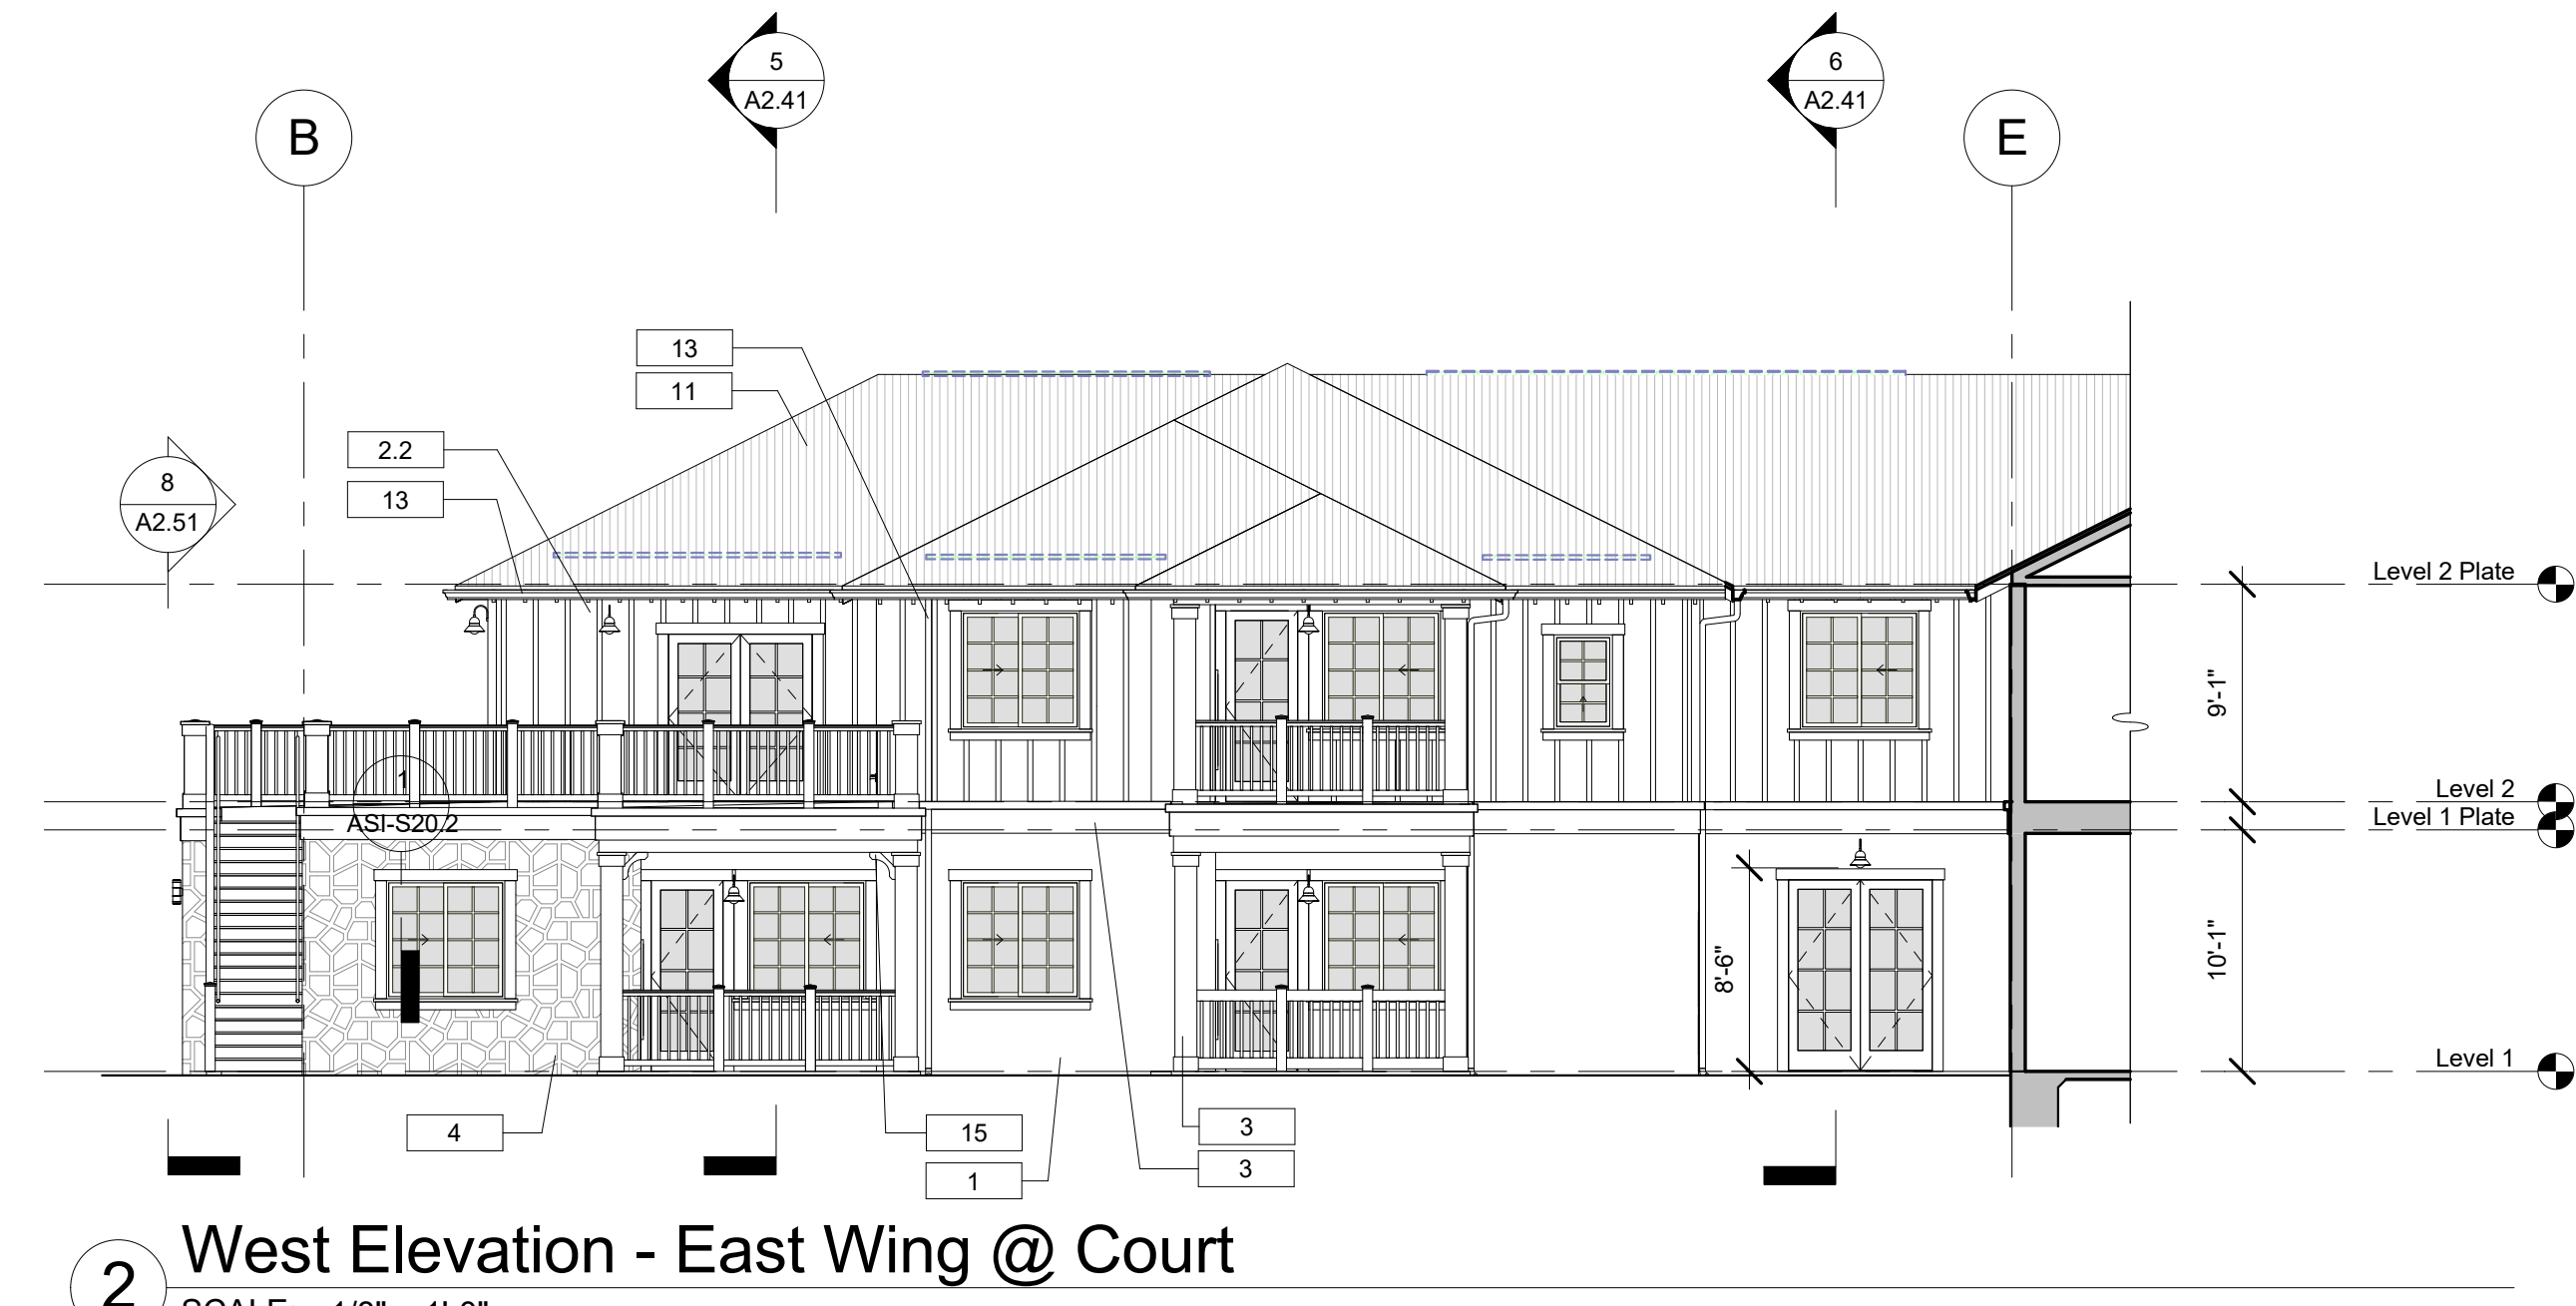 5
A2.41
6
A2.41
B
E
13
11
2.2
13
8
A2.51
Level 2 Plate
9'-1"
1
ASI-S20.2
Level 2
Level 1 Plate
8'-6"
10'-1"
Level 1
4
15
1
3
3
2
West Elevation - East Wing @ Court